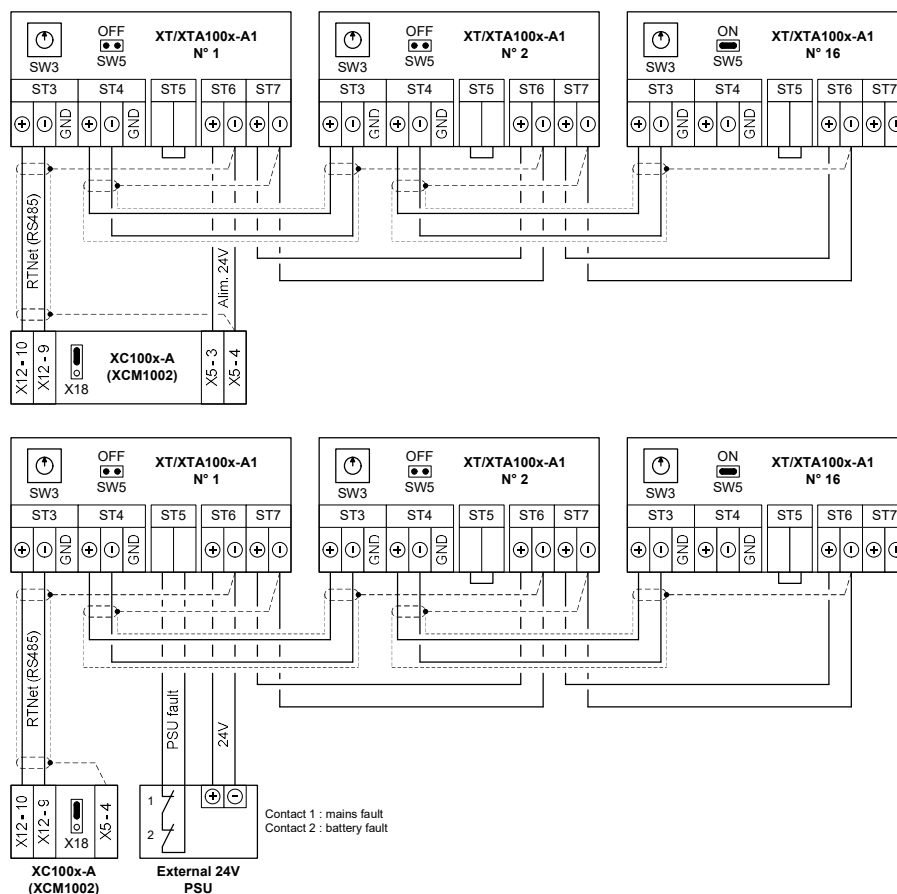 OFF XT/XTA100x-A1 OFF XT/XTA100x-A1 ON XT/XTA100x-A1
N° 1 N° 2 N° 16
SW3 SW5 SW3 SW5 SW3 SW5
ST3 ST4 ST5 ST6 ST7 ST3 ST4 ST5 ST6 ST7 ST3 ST4 ST5 ST6 ST7
+ - GND + - GND + - + - + - GND + - GND + - + - + - GND + - GND + - + -
RTNet (RS485)
Alim. 24V
X12 - 10 X12 - 9 X18 XC100x-A X5 - 3 X5 - 4
(XCM1002)
OFF XT/XTA100x-A1 OFF XT/XTA100x-A1 ON XT/XTA100x-A1
N° 1 N° 2 N° 16
SW3 SW5 SW3 SW5 SW3 SW5
ST3 ST4 ST5 ST6 ST7 ST3 ST4 ST5 ST6 ST7 ST3 ST4 ST5 ST6 ST7
+ - GND + - GND + - + - + - GND + - GND + - + - + - GND + - GND + - + -
RTNet (RS485)
PSU fault
24V
X12 - 10 X12 - 9 X18 X5 - 4
1 + -
2
Contact 1 : mains fault
Contact 2 : battery fault
XC100x-A
(XCM1002)
External 24V
PSU